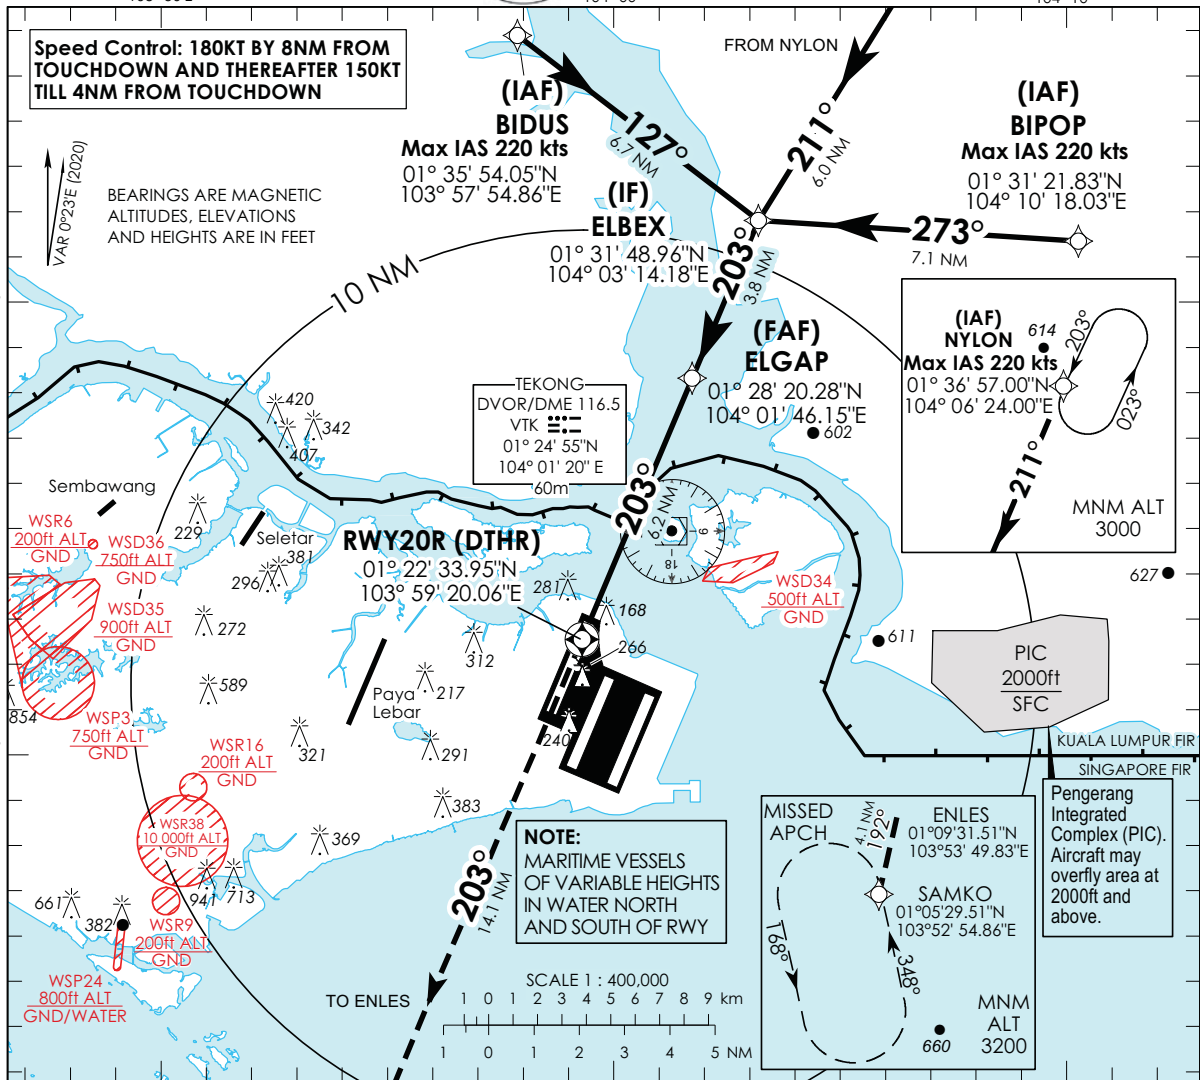 Speed Control: 180KT BY 8NM FROM
TOUCHDOWN AND THEREAFTER 150KT
TILL 4NM FROM TOUCHDOWN
VAR 0°23'E (2020)
BEARINGS ARE MAGNETIC
ALTITUDES, ELEVATIONS
AND HEIGHTS ARE IN FEET
(IAF)
BIDUS
Max IAS 220 kts
01° 35' 54.05"N
103° 57' 54.86"E
127°
6.7 NM
FROM NYLON
211°
6.0 NM
(IAF)
BIPOP
Max IAS 220 kts
01° 31' 21.83"N
104° 10' 18.03"E
273°
7.1 NM
(IF)
ELBEX
01° 31' 48.96"N
104° 03' 14.18"E
203°
3.8 NM
10 NM
(FAF)
ELGAP
01° 28' 20.28"N
104° 01' 46.15"E
602
(IAF)
NYLON
Max IAS 220 kts
01° 36' 57.00"N
104° 06' 24.00"E
614
203°
023°
211°
MNM ALT
3000
TEKONG
DVOR/DME 116.5
VTK
01° 24' 55"N
104° 01' 20" E
60m
420
342
407
Sembawang
WSR6
200ft ALT
GND
229
WSD36
750ft ALT
GND
Seletar
381
296
WSD35
900ft ALT
GND
272
RWY20R (DTHR)
01° 22' 33.95"N
103° 59' 20.06"E
203°
6.2 NM
9
18
281
168
266
312
WSD34
500ft ALT
GND
627
611
PIC
2000ft
SFC
589
854
217
Paya
Lebar
WSP3
750ft ALT
GND
321
291
240
WSR16
200ft ALT
GND
KUALA LUMPUR FIR
SINGAPORE FIR
383
369
WSR38
10 000ft ALT
GND
941
713
661
382
WSR9
200ft ALT
GND
WSP24
800ft ALT
GND/WATER
203°
14.1 NM
TO ENLES
NOTE:
MARITIME VESSELS
OF VARIABLE HEIGHTS
IN WATER NORTH
AND SOUTH OF RWY
SCALE 1 : 400,000
1 0 1 2 3 4 5 6 7 8 9 km
1 0 1 2 3 4 5 NM
MISSED
APCH
4.1 NM
192°
ENLES
01°09'31.51"N
103°53' 49.83"E
SAMKO
01°05'29.51"N
103°52' 54.86"E
168°
348°
660
MNM
ALT
3200
Pengerang
Integrated
Complex (PIC).
Aircraft may
overfly area at
2000ft and
above.